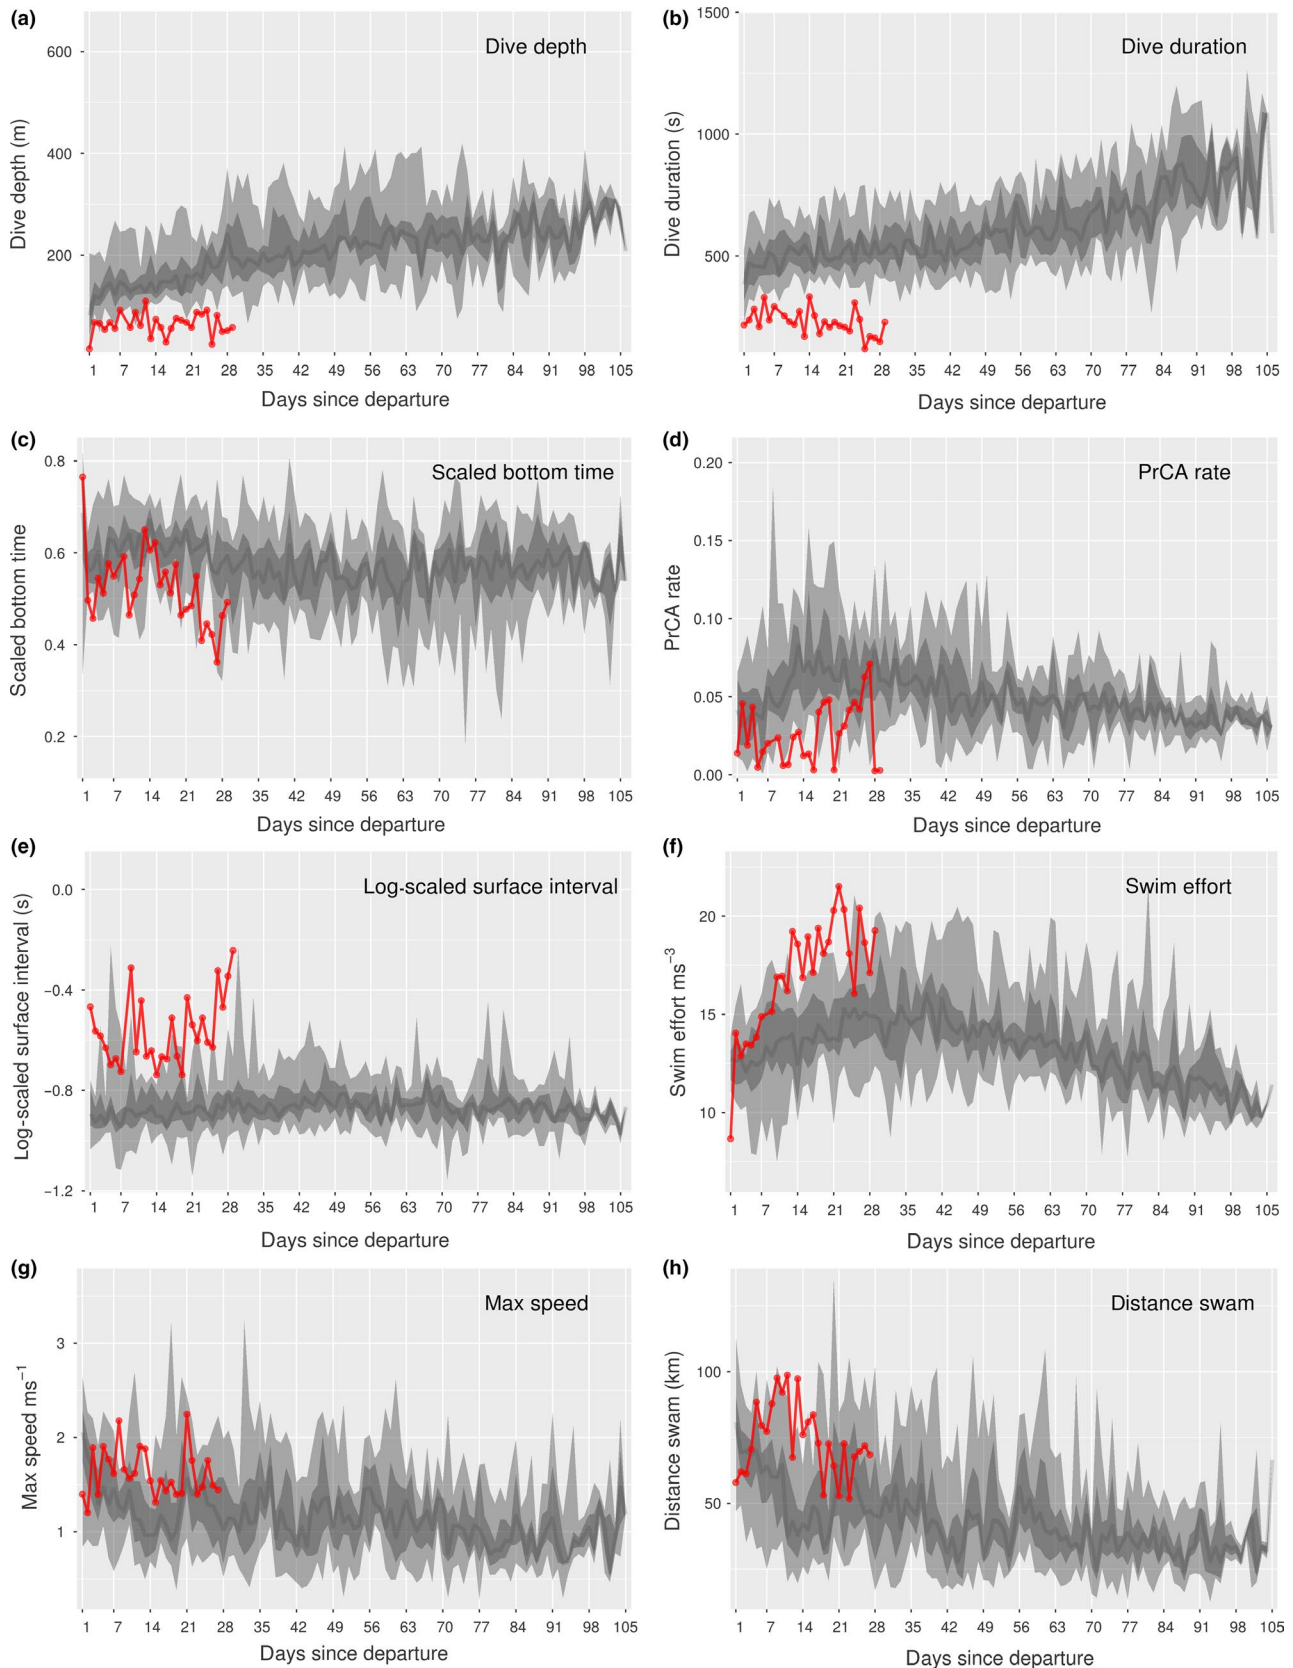 (a)
Dive depth
Dive depth (m)
600
400
200
1 7 14 21 28 35 42 49 56 63 70 77 84 91 98 105
Days since departure
(b)
Dive duration
Dive duration (s)
1500
1000
500
1 7 14 21 28 35 42 49 56 63 70 77 84 91 98 105
Days since departure
(c)
Scaled bottom time
Scaled bottom time
0.8
0.6
0.4
0.2
1 7 14 21 28 35 42 49 56 63 70 77 84 91 98 105
Days since departure
(d)
PrCA rate
PrCA rate
0.20
0.15
0.10
0.05
0.00
1 7 14 21 28 35 42 49 56 63 70 77 84 91 98 105
Days since departure
(e)
Log-scaled surface interval
Log-scaled surface interval (s)
0.0
−0.4
−0.8
−1.2
1 7 14 21 28 35 42 49 56 63 70 77 84 91 98 105
Days since departure
(f)
Swim effort
Swim effort ms⁻³
20
15
10
1 7 14 21 28 35 42 49 56 63 70 77 84 91 98 105
Days since departure
(g)
Max speed
Max speed ms⁻¹
3
2
1
1 7 14 21 28 35 42 49 56 63 70 77 84 91 98 105
Days since departure
(h)
Distance swam
Distance swam (km)
100
50
1 7 14 21 28 35 42 49 56 63 70 77 84 91 98 105
Days since departure